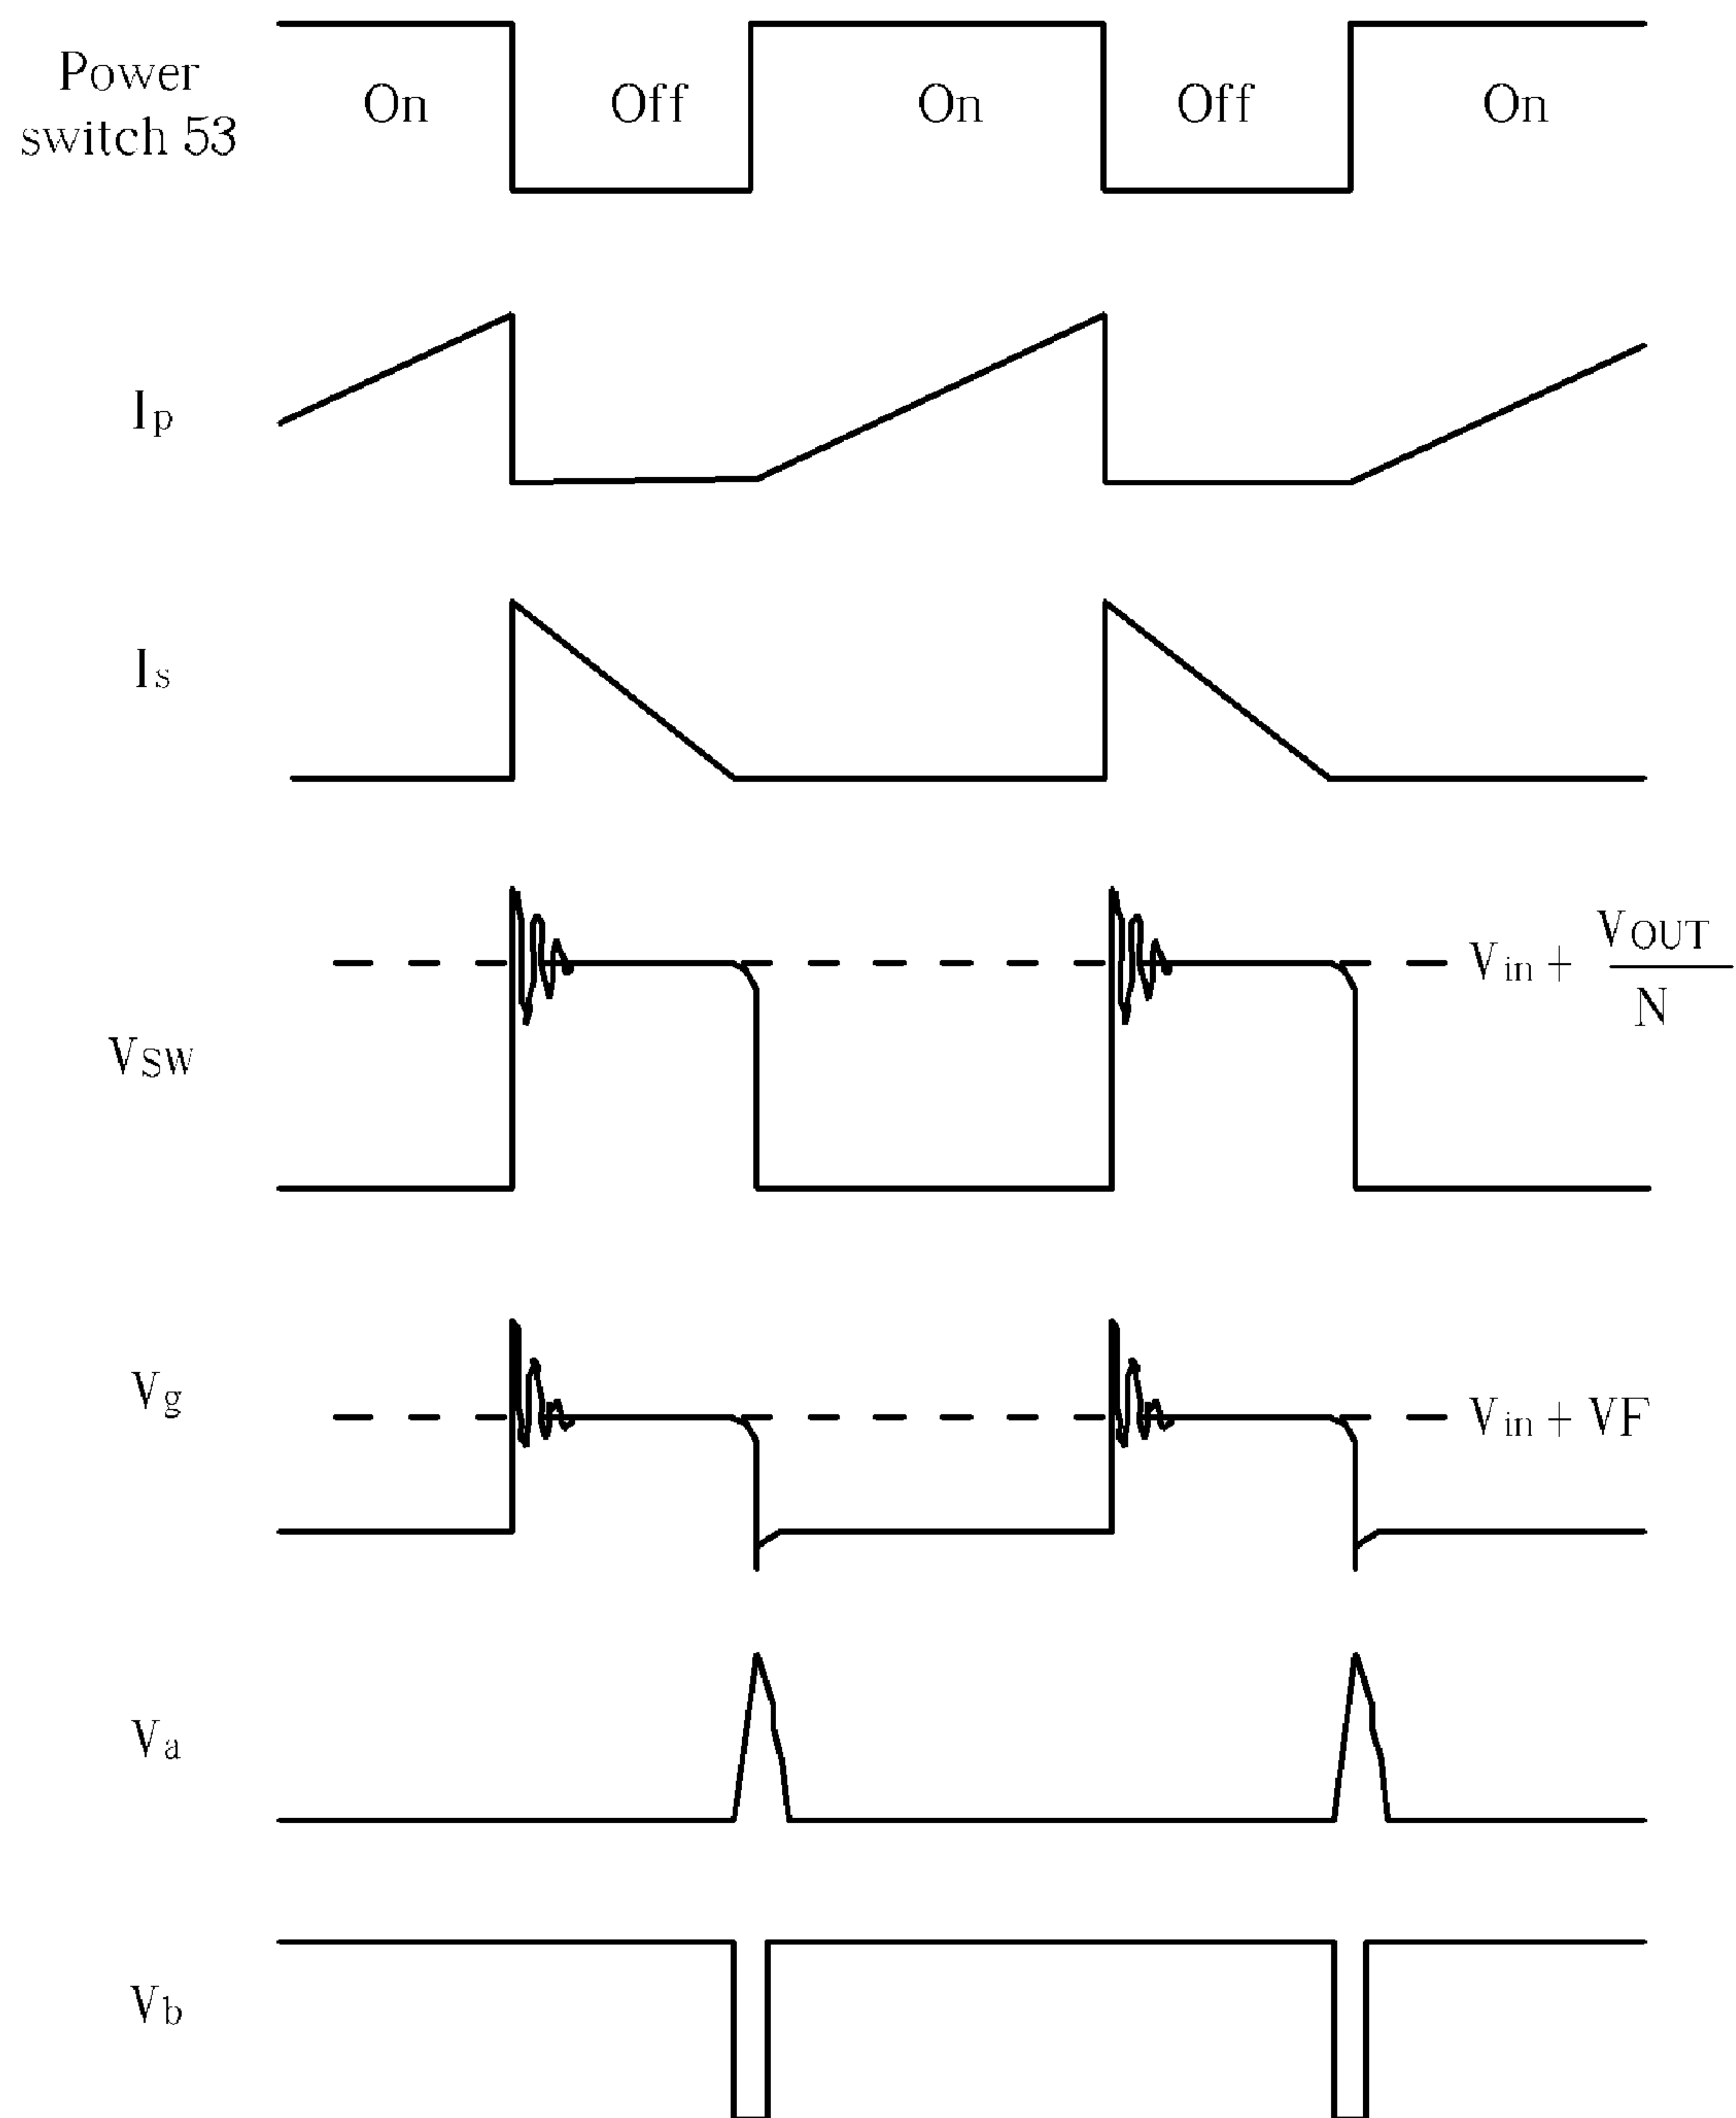 Power
switch 53
On Off On Off On
Ip
Is
VSW
Vin + VOUT
N
Vg
Vin + VF
Va
Vb